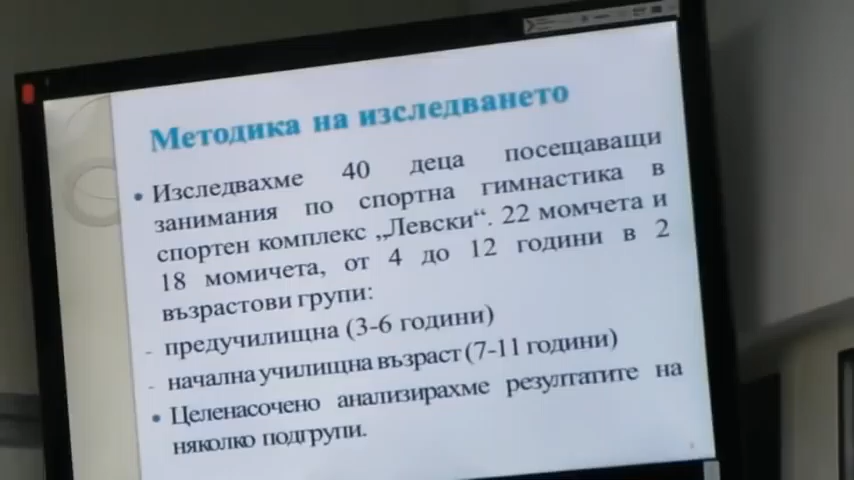 Методика на изследването
• Изследвахме 40 деца посещаващи
занимания по спортна гимнастика в
спортен комплекс „Левски“. 22 момчета и
18 момичета, от 4 до 12 години в 2
възрастови групи:
- предучилищна (3-6 години)
- начална училищна възраст (7-11 години)
• Целенасочено анализирахме резултатите на
няколко подгрупи.